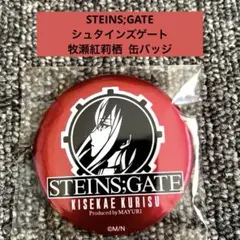 STEINS;GATE
シュタインズゲート
牧瀬紅莉栖 缶バッジ
STEINS;GATE
KISEKAE KURISU
Produced by MAYURI
©M/N